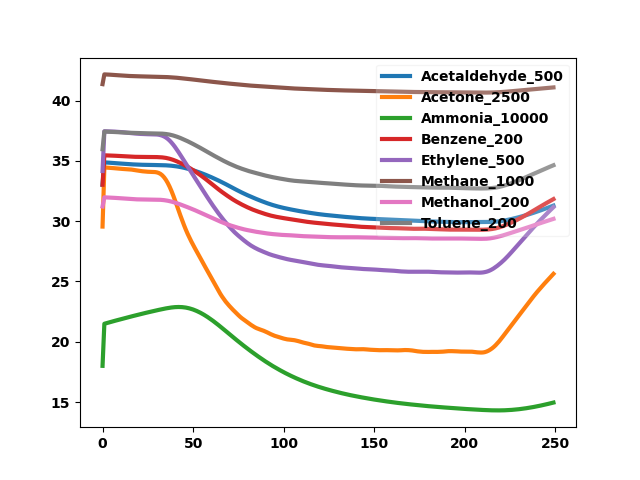 Acetaldehyde_500
Acetone_2500
Ammonia_10000
Benzene_200
Ethylene_500
Methane_1000
Methanol_200
Toluene_200
40
35
30
25
20
15
0 50 100 150 200 250